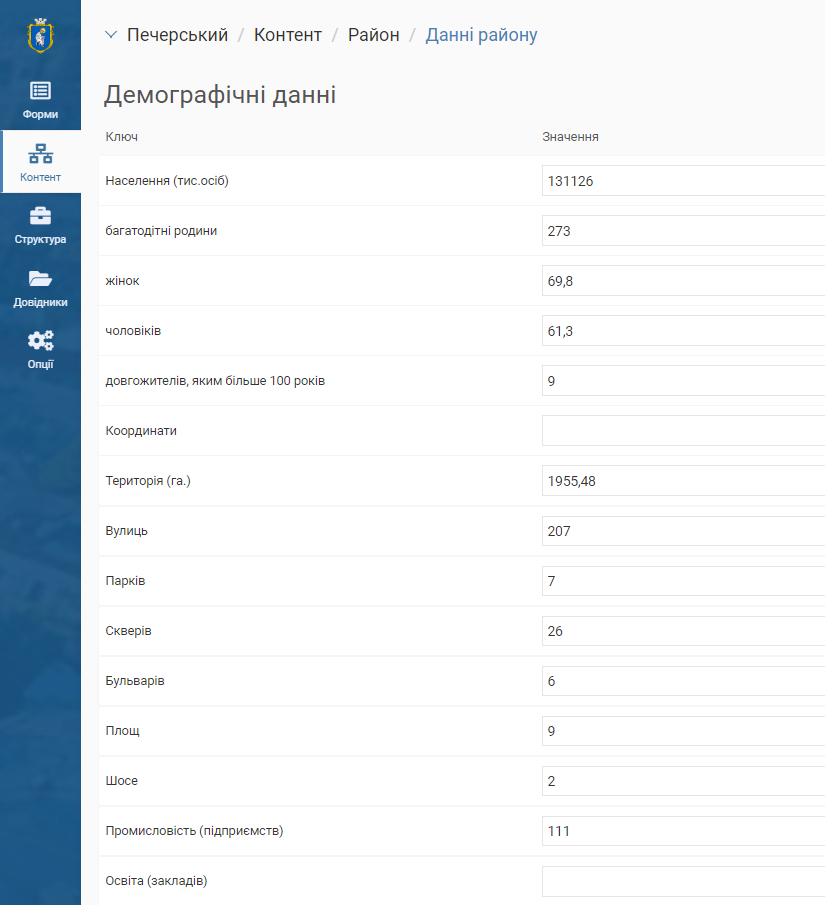 Печерський / Контент / Район / Данні району
Демографічні данні
Форми
Контент
Структура
Довідники
Опції
Ключ Значення
Населення (тис.осіб) 131126
багатодітні родини 273
жінок 69,8
чоловіків 61,3
довгожителів, яким більше 100 років 9
Координати
Територія (га.) 1955,48
Вулиць 207
Парків 7
Скверів 26
Бульварів 6
Площ 9
Шосе 2
Промисловість (підприємств) 111
Освіта (закладів)